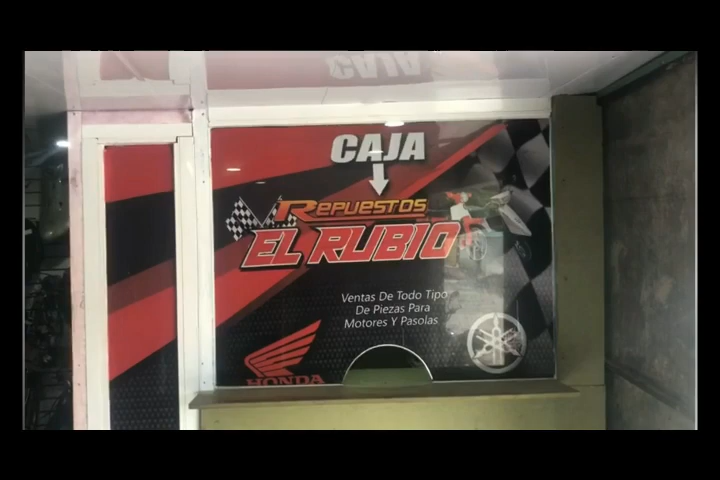 CAJA
REPUESTOS
EL RUBIO
Ventas De Todo Tipo
De Piezas Para
Motores Y Pasolas
HONDA